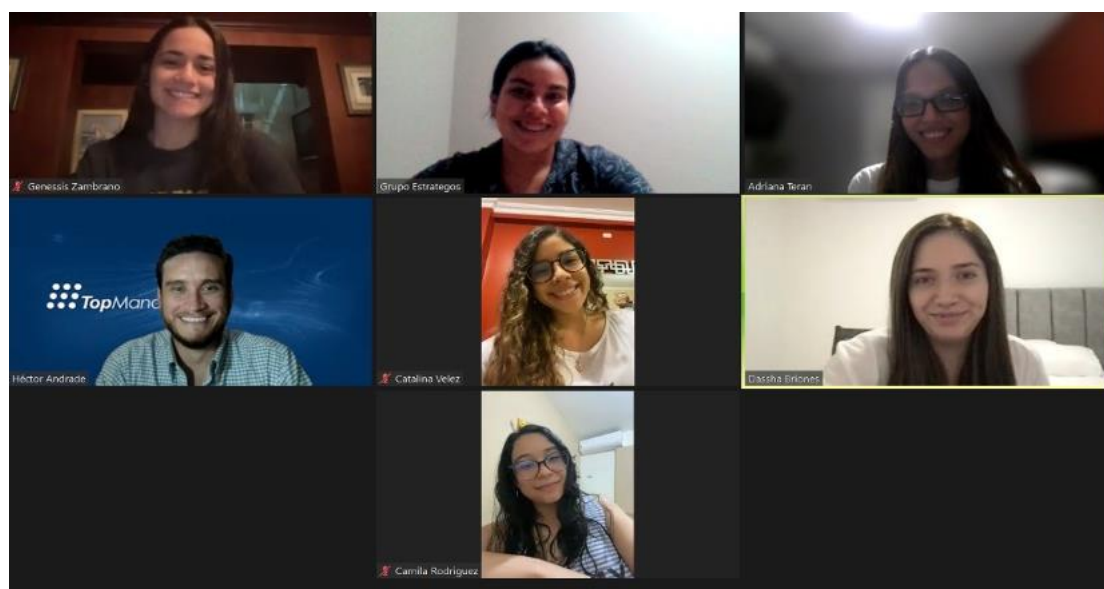 Genessis Zambrano
Grupo Estrategos
Adriana Teran
TopMand
Héctor Andrade
Catalina Velez
Dassha Briones
Camila Rodriguez